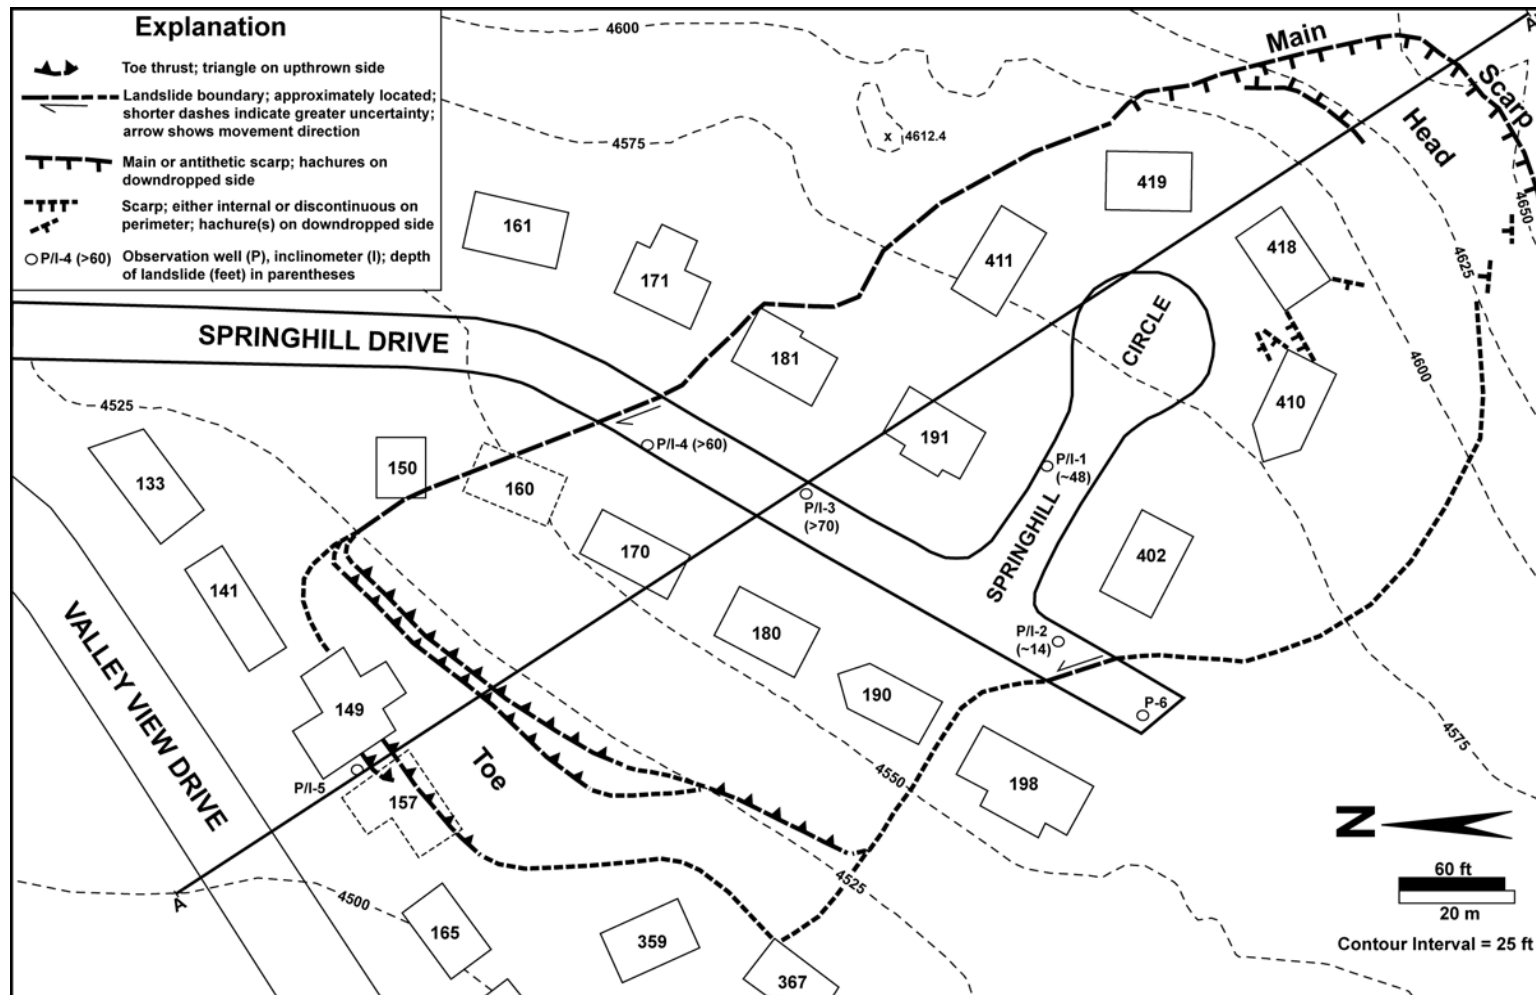 Explanation
Toe thrust; triangle on upthrown side
Landslide boundary; approximately located;
shorter dashes indicate greater uncertainty;
arrow shows movement direction
Main or antithetic scarp; hachures on
downdropped side
Scarp; either internal or discontinuous on
perimeter; hachure(s) on downdropped side
P/I-4 (>60)
Observation well (P), inclinometer (I); depth
of landslide (feet) in parentheses
4600
Main
A'
Scarp
Head
4575
x 4612.4
419
161
4650
171
411
418
4625
SPRINGHILL DRIVE
181
CIRCLE
4600
4525
410
191
P/I-4 (>60)
150
P/I-1
(~48)
133
160
P/I-3
(>70)
SPRINGHILL
170
402
141
VALLEY VIEW DRIVE
180
P/I-2
(~14)
149
190
P-6
4575
Toe
4550
P/I-5
157
198
N
60 ft
20 m
Contour Interval = 25 ft
4525
4500
A
165
359
367